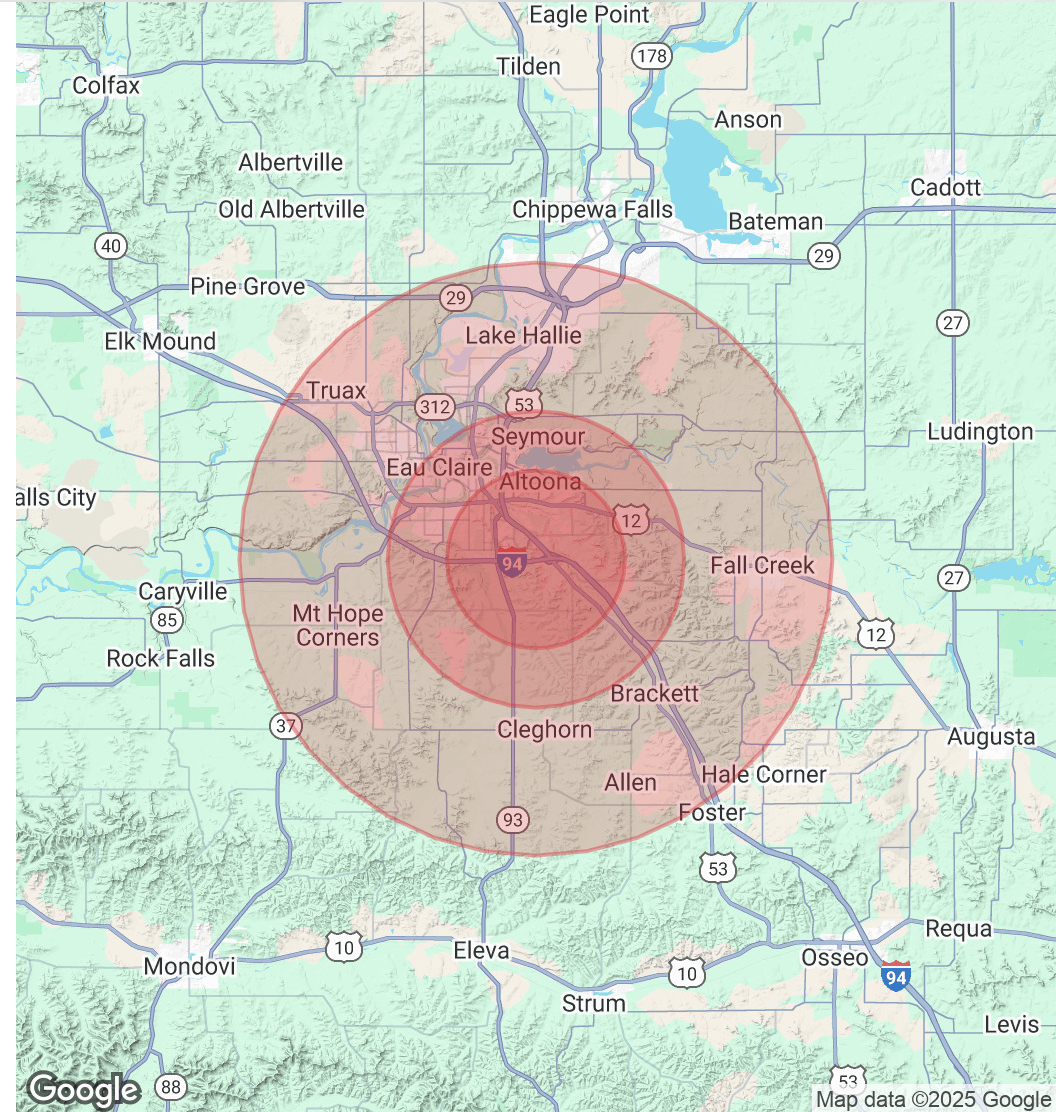 Eagle Point
178
Tilden
Colfax
Anson
Albertville
Cadott
Old Albertville
Chippewa Falls
Bateman
40
29
Pine Grove
29
27
Lake Hallie
Elk Mound
Truax
312
53
Seymour
Ludington
Eau Claire
Altoona
alls City
12
94
Fall Creek
27
Caryville
85
Mt Hope
Corners
12
Rock Falls
Brackett
37
Cleghorn
Augusta
Allen
Hale Corner
93
Foster
53
Requa
10
Eleva
Osseo
Mondovi
10
94
Strum
Levis
Google
88
53
Map data ©2025 Google